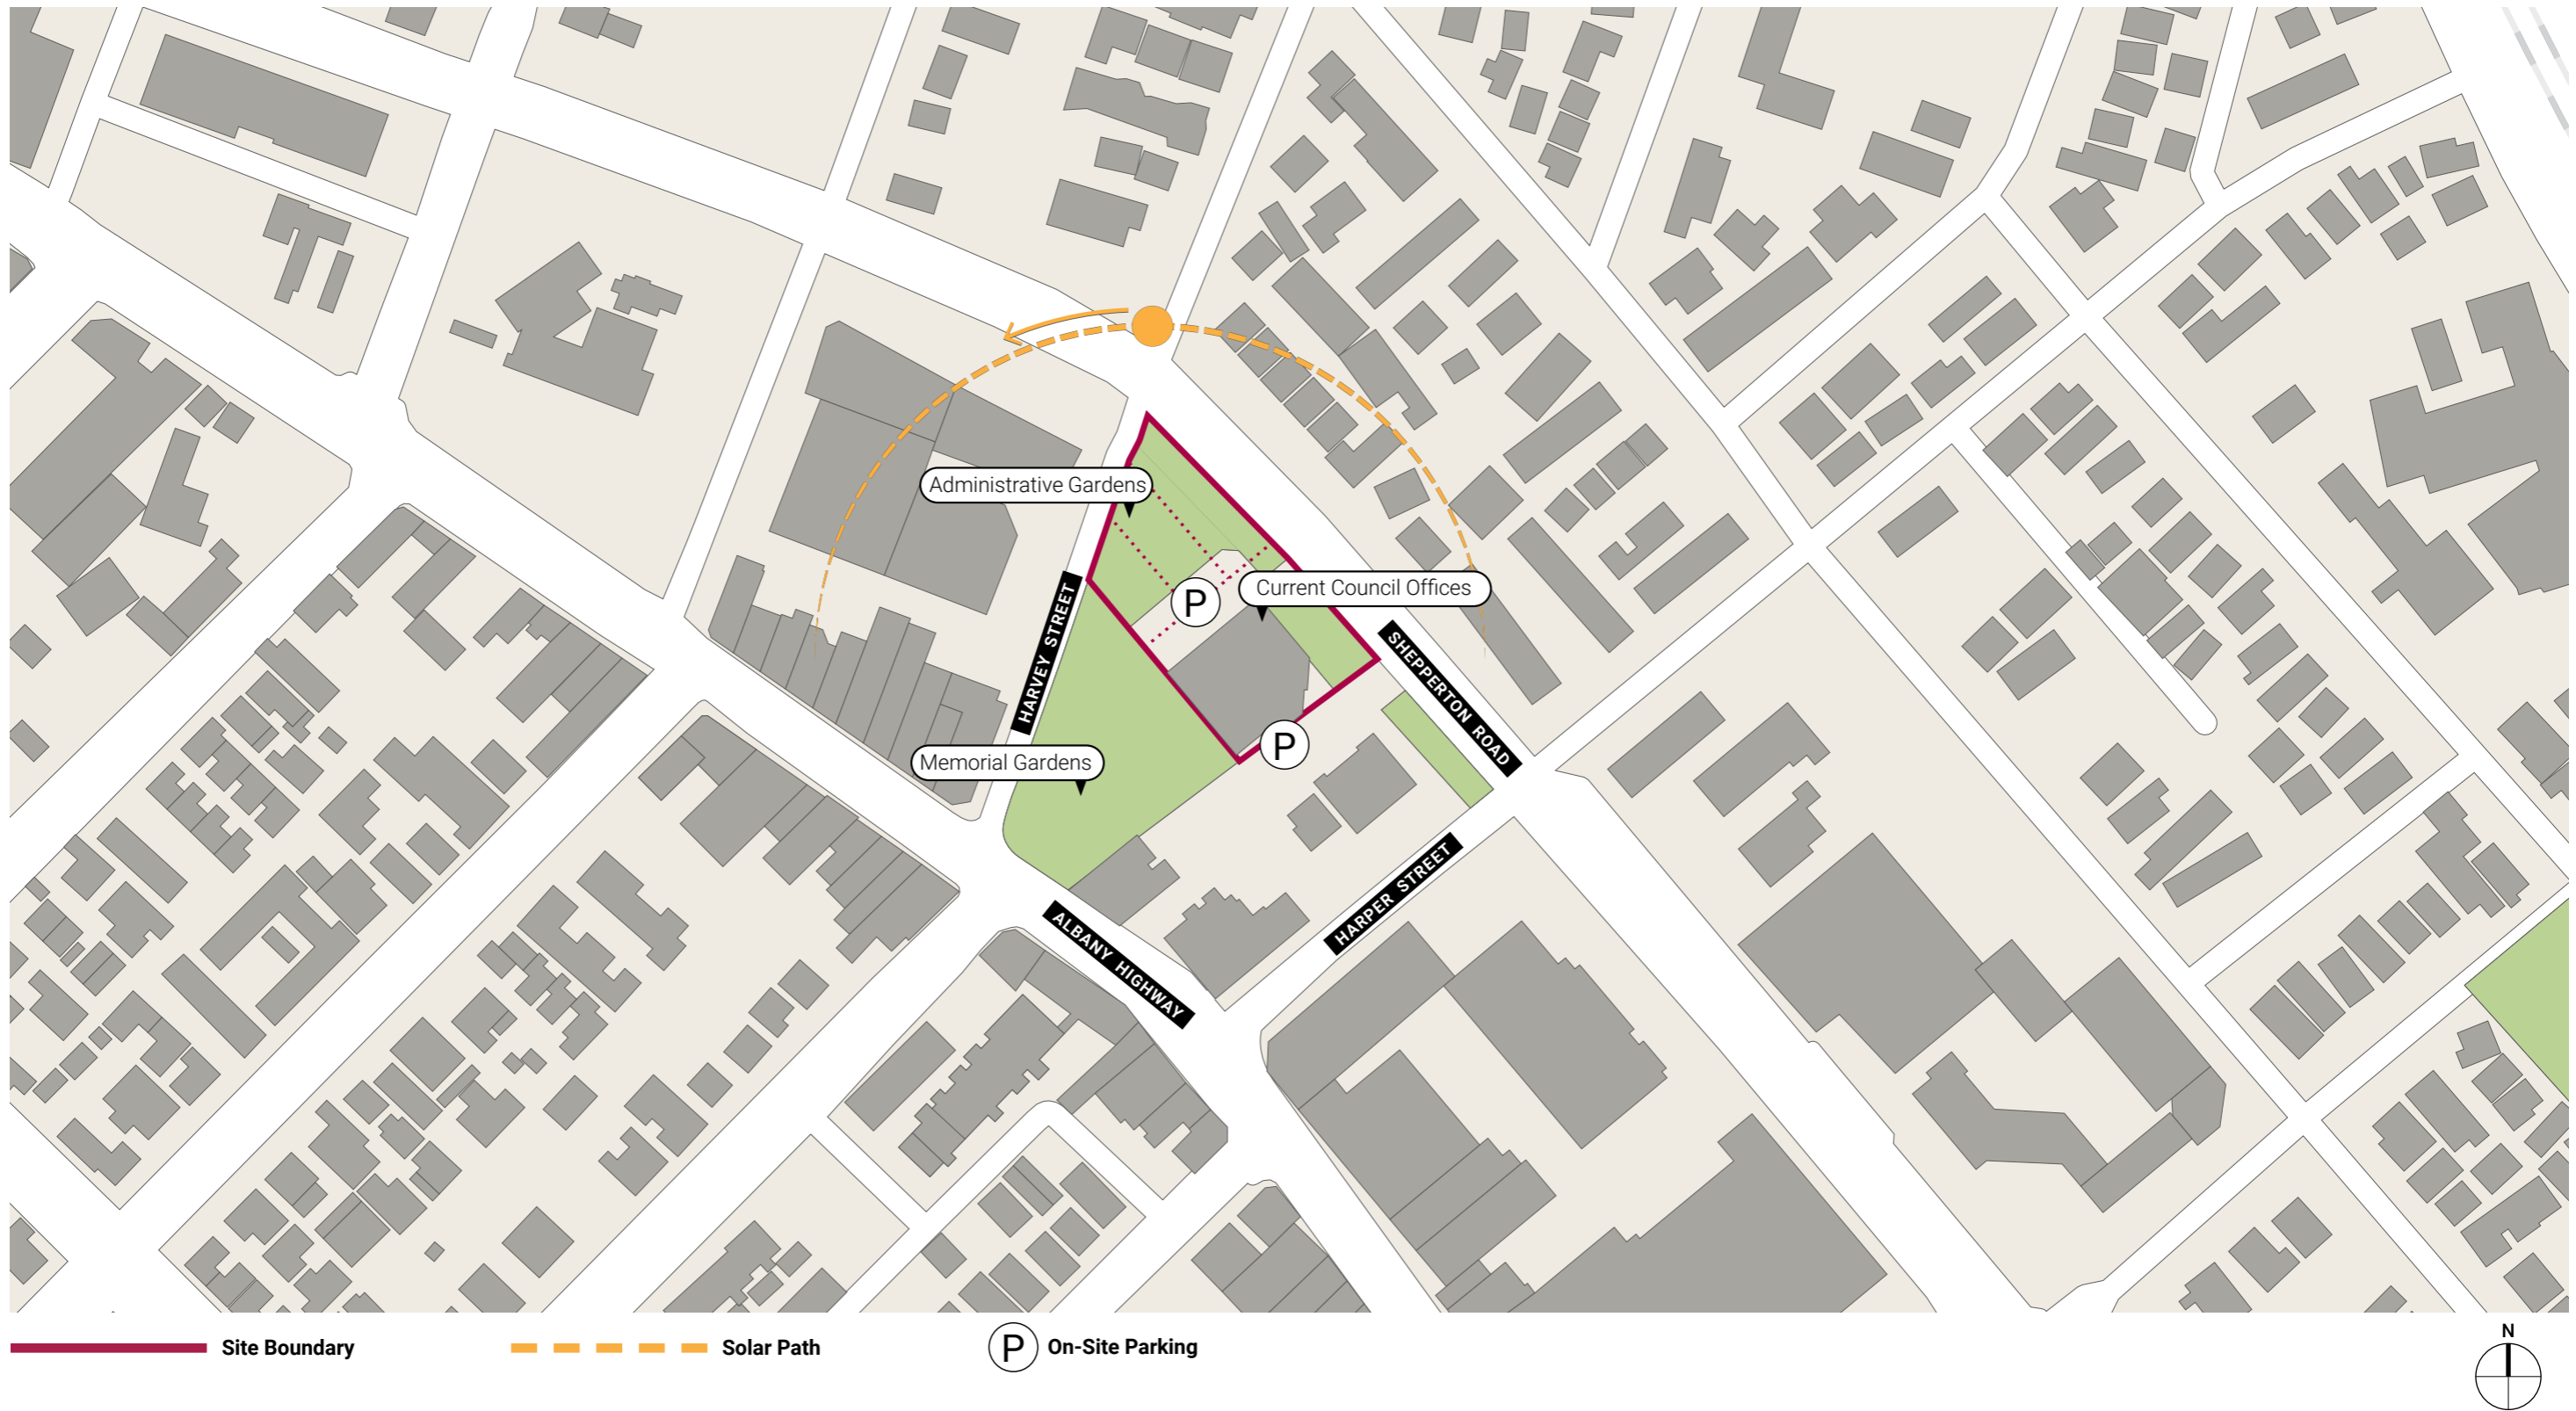 Administrative Gardens
P
Current Council Offices
HARVEY STREET
SHEPPERTON ROAD
P
Memorial Gardens
HARPER STREET
ALBANY HIGHWAY
Site Boundary
Solar Path
P
On-Site Parking
N